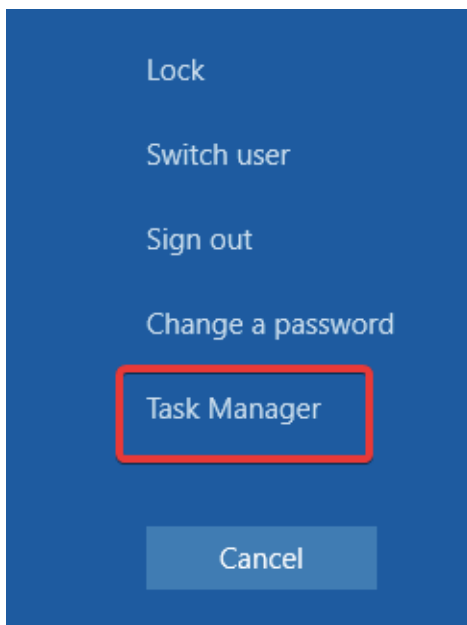 Lock
Switch user
Sign out
Change a password
Task Manager
Cancel